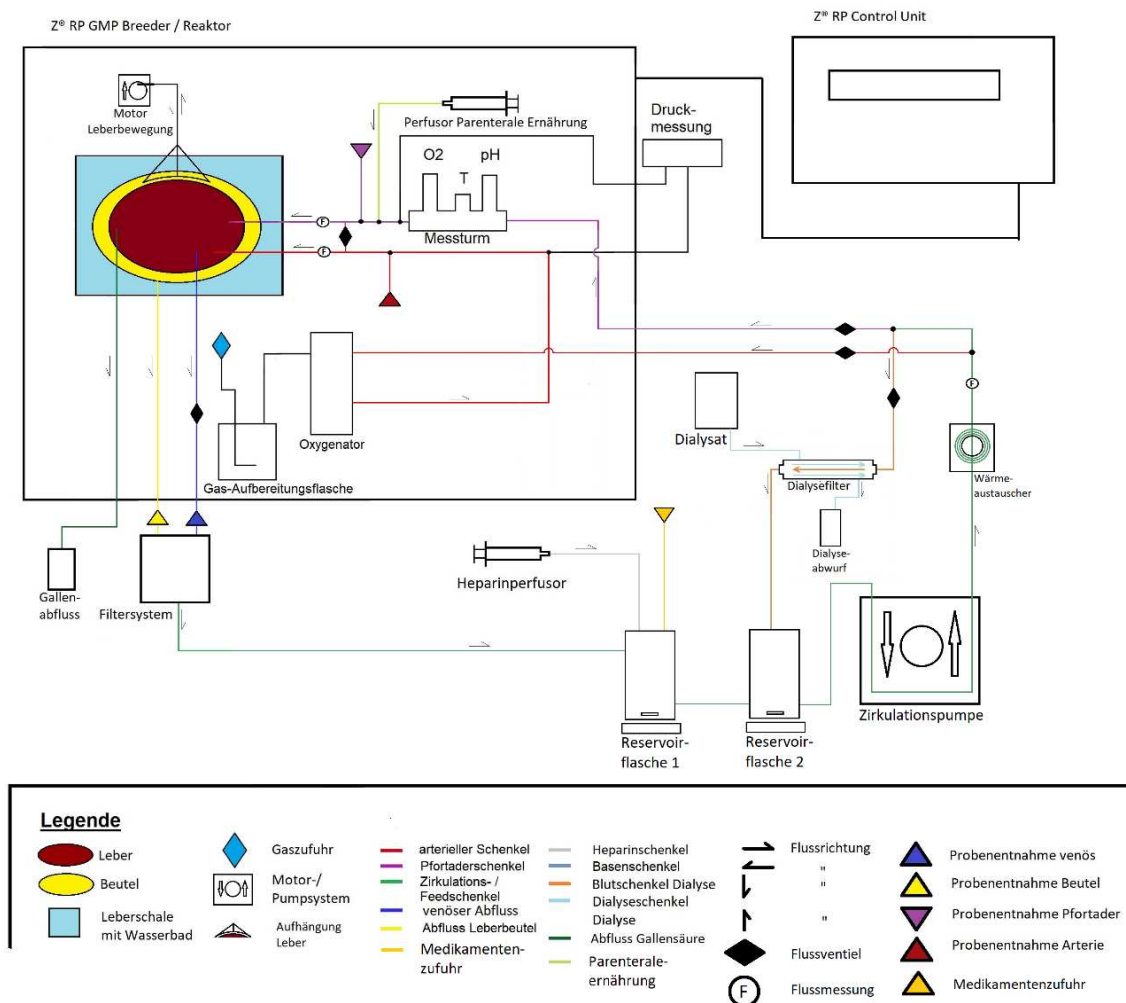 Z® RP GMP Breeder / Reaktor
Z® RP Control Unit
Motor
Leberbewegung
Perfusor Parenterale Ernährung
Druck-
messung
O2
pH
T
Messturm
F
F
Oxygenator
Gas-Aufbereitungsflasche
Dialysat
F
Dialysefilter
Wärme-
austauscher
Dialyse-
abwurf
Gallen-
abfluss
Filtersystem
Heparinperfusor
Zirkulationspumpe
Reservoir-
flasche 1
Reservoir-
flasche 2
Legende
Leber
Beutel
Leberschale
mit Wasserbad
Gaszufuhr
Motor-/
Pumpsystem
Aufhängung
Leber
arterieller Schenkel
Pfortaderschenkel
Zirkulations- /
Feedschenkel
venöser Abfluss
Abfluss Leberbeutel
Medikamenten
zufuhr
Heparinschenkel
Basenschenkel
Blutschenkel Dialyse
Dialyseschenkel
Dialyse
Abfluss Gallensäure
Parenterale-
ernährung
Flussrichtung
"
"
"
Flussventiel
F
Flussmessung
Probenentnahme venös
Probenentnahme Beutel
Probenentnahme Pfortader
Probenentnahme Arterie
Medikamentenzufuhr